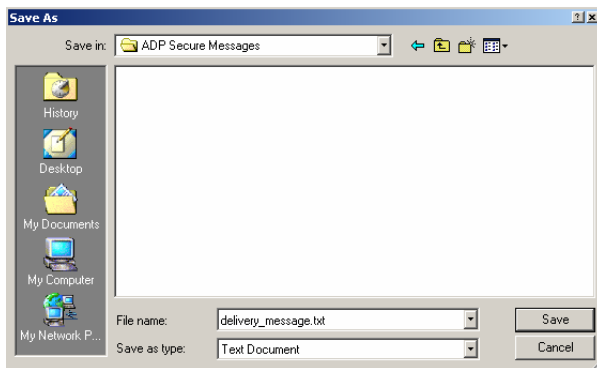 Save As
Save in: ADP Secure Messages
History
Desktop
My Documents
My Computer
My Network P...
File name: delivery_message.txt Save
Save as type: Text Document Cancel